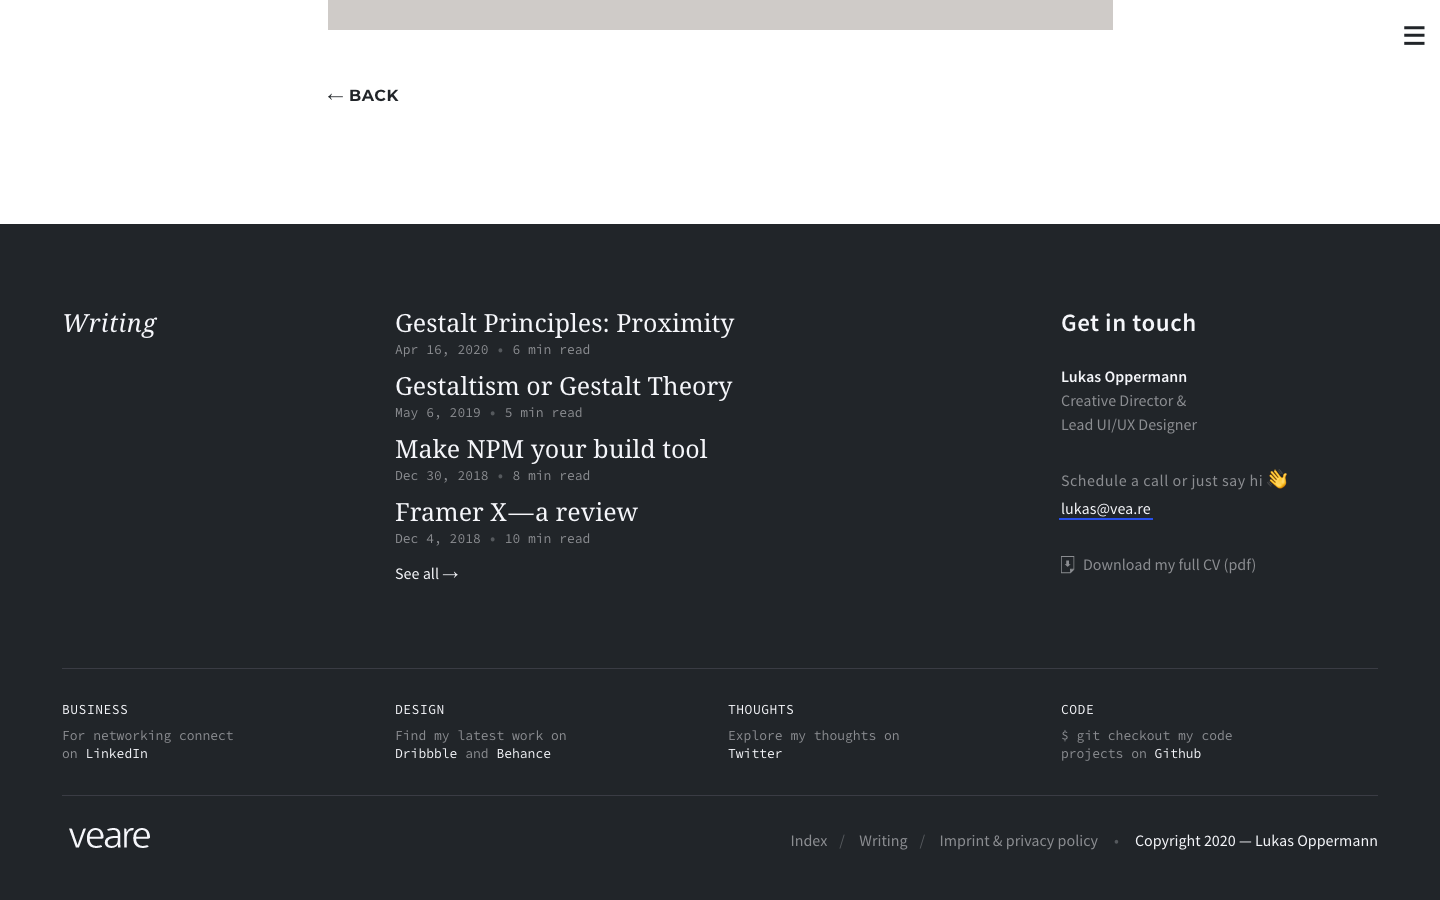 ← BACK
Writing
Gestalt Principles: Proximity
Apr 16, 2020 • 6 min read
Gestaltism or Gestalt Theory
May 6, 2019 • 5 min read
Make NPM your build tool
Dec 30, 2018 • 8 min read
Framer X—a review
Dec 4, 2018 • 10 min read
See all →
Get in touch
Lukas Oppermann
Creative Director &
Lead UI/UX Designer
Schedule a call or just say hi 👋
lukas@vea.re
Download my full CV (pdf)
BUSINESS
For networking connect
on LinkedIn
DESIGN
Find my latest work on
Dribbble and Behance
THOUGHTS
Explore my thoughts on
Twitter
CODE
$ git checkout my code
projects on Github
veare
Index / Writing / Imprint & privacy policy • Copyright 2020 — Lukas Oppermann